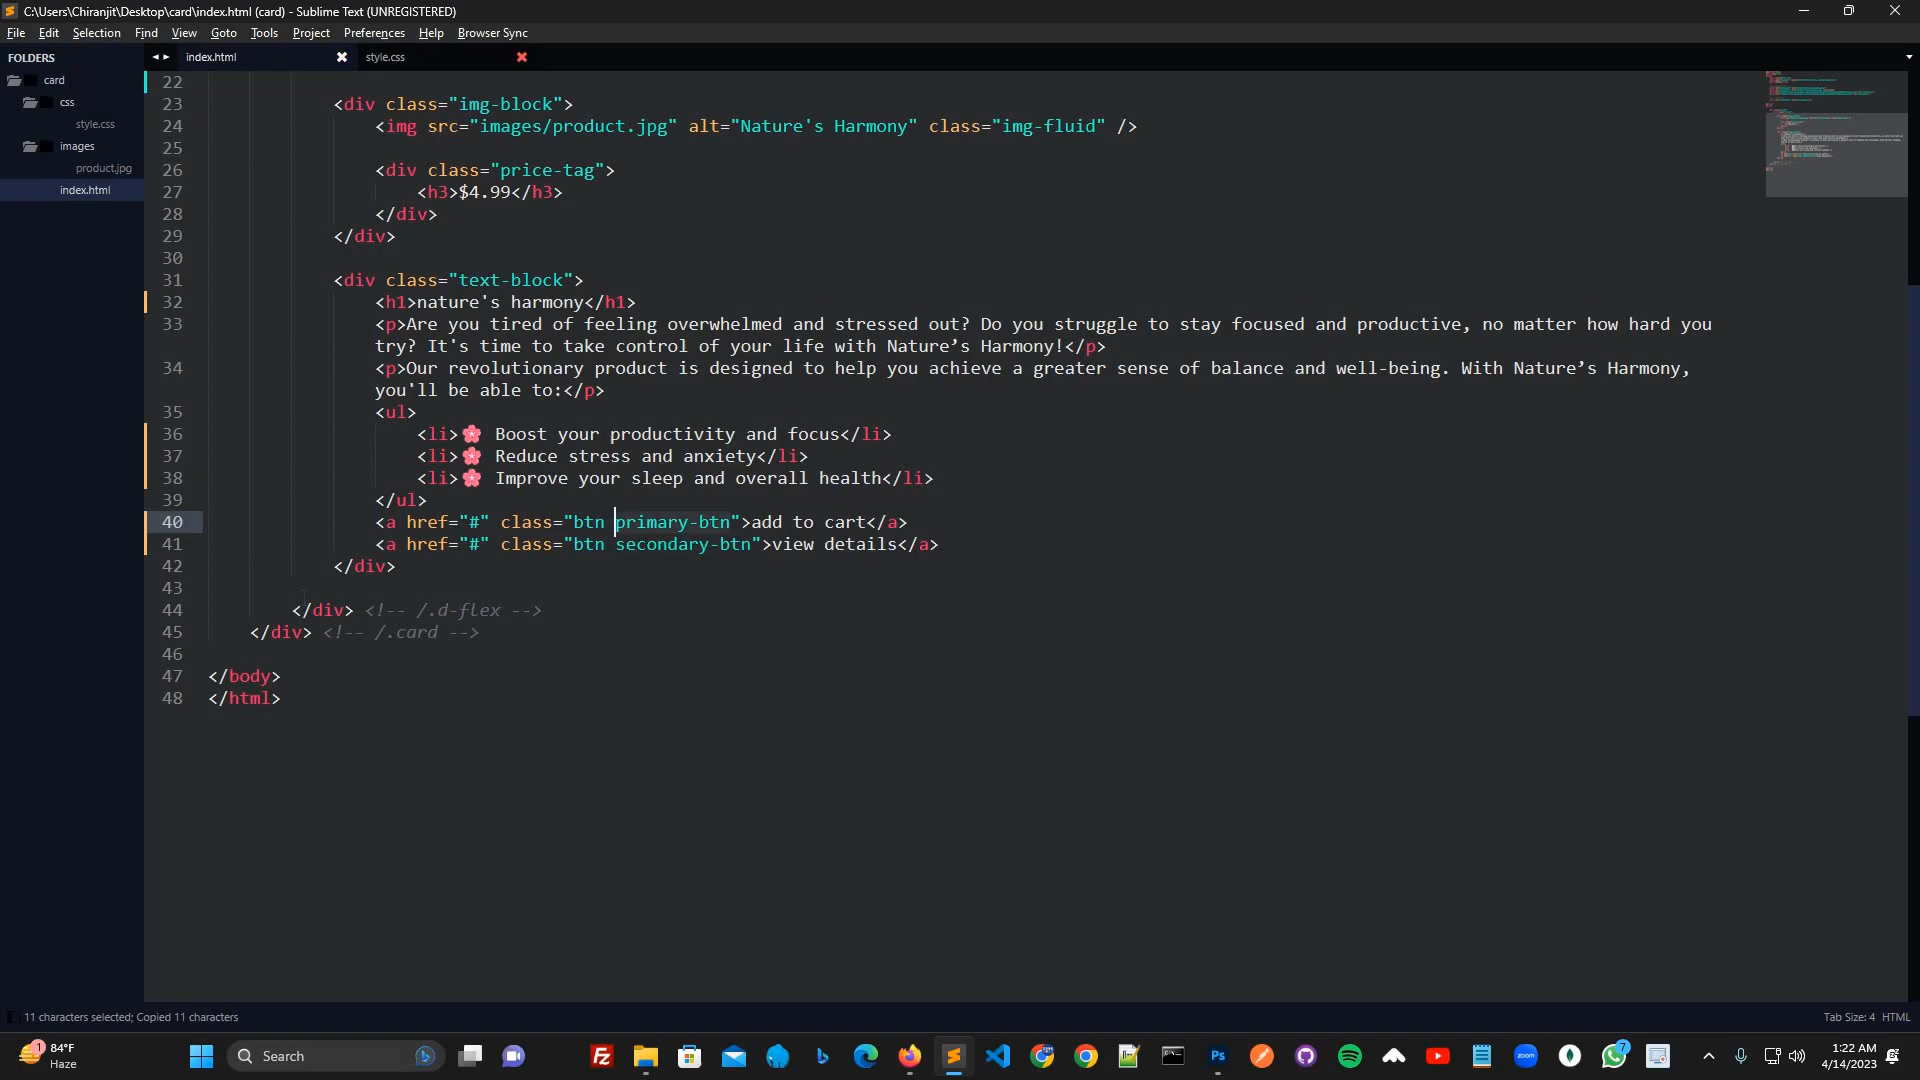 C:\Users\Chiranjit\Desktop\card\index.html (card) - Sublime Text (UNREGISTERED)
File Edit Selection Find View Goto Tools Project Preferences Help Browser Sync
FOLDERS
card
css
style.css
images
product.jpg
index.html
index.html
style.css
22
23 <div class="img-block">
24 <img src="images/product.jpg" alt="Nature's Harmony" class="img-fluid" />
25
26 <div class="price-tag">
27 <h3>$4.99</h3>
28 </div>
29 </div>
30
31 <div class="text-block">
32 <h1>nature's harmony</h1>
33 <p>Are you tired of feeling overwhelmed and stressed out? Do you struggle to stay focused and productive, no matter how hard you
try? It's time to take control of your life with Nature’s Harmony!</p>
34 <p>Our revolutionary product is designed to help you achieve a greater sense of balance and well-being. With Nature’s Harmony,
you'll be able to:</p>
35 <ul>
36 <li>🌸 Boost your productivity and focus</li>
37 <li>🌸 Reduce stress and anxiety</li>
38 <li>🌸 Improve your sleep and overall health</li>
39 </ul>
40 <a href="#" class="btn primary-btn">add to cart</a>
41 <a href="#" class="btn secondary-btn">view details</a>
42 </div>
43
44 </div> <!-- /.d-flex -->
45 </div> <!-- /.card -->
46
47 </body>
48 </html>
11 characters selected; Copied 11 characters
Tab Size: 4 HTML
1
84°F
Haze
Search
Fz
Ps
zoom
7
1:22 AM
4/14/2023